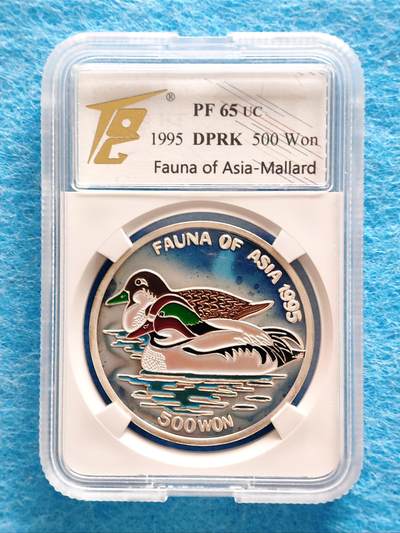 ®
PF 65 UC
1995 DPRK 500 Won
Fauna of Asia-Mallard
FAUNA OF ASIA 1995
500 WON